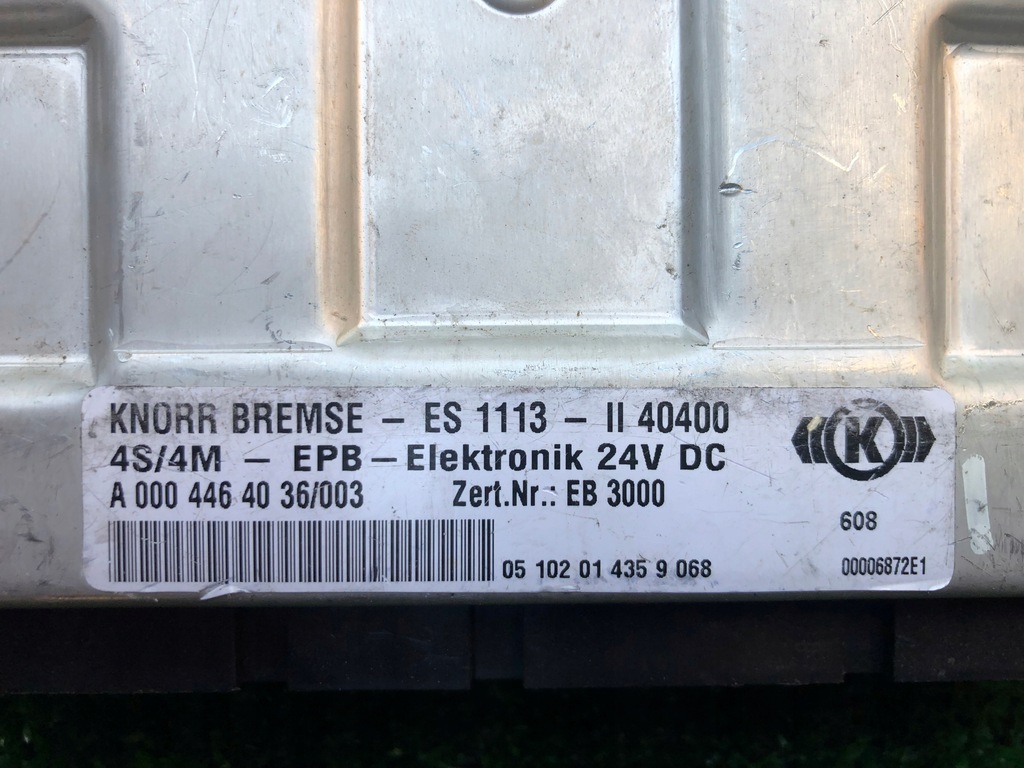 KNORR BREMSE – ES 1113 – II 40400
4S/4M – EPB – Elektronik 24V DC
A 000 446 40 36/003 Zert.Nr.: EB 3000
K
608
05 102 01 435 9 068 00006872E1